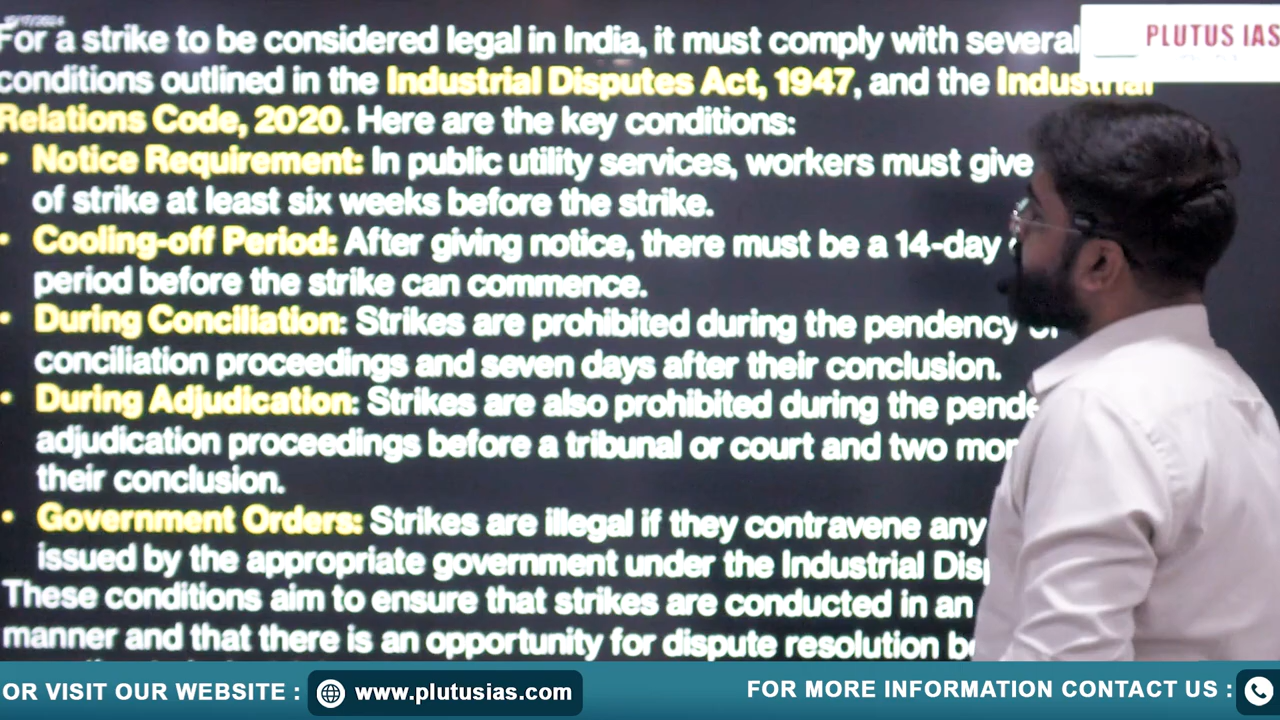 For a strike to be considered legal in India, it must comply with several
conditions outlined in the Industrial Disputes Act, 1947, and the Industrial
Relations Code, 2020. Here are the key conditions:
• Notice Requirement: In public utility services, workers must give
of strike at least six weeks before the strike.
• Cooling-off Period: After giving notice, there must be a 14-day
period before the strike can commence.
• During Conciliation: Strikes are prohibited during the pendency of
conciliation proceedings and seven days after their conclusion.
• During Adjudication: Strikes are also prohibited during the
adjudication proceedings before a tribunal or court and two
their conclusion.
• Government Orders: Strikes are illegal if they contravene any
issued by the appropriate government under the Industrial
These conditions aim to ensure that strikes are conducted in an
manner and that there is an opportunity for dispute resolution
PLUTUS IAS
OR VISIT OUR WEBSITE : www.plutusias.com
FOR MORE INFORMATION CONTACT US :